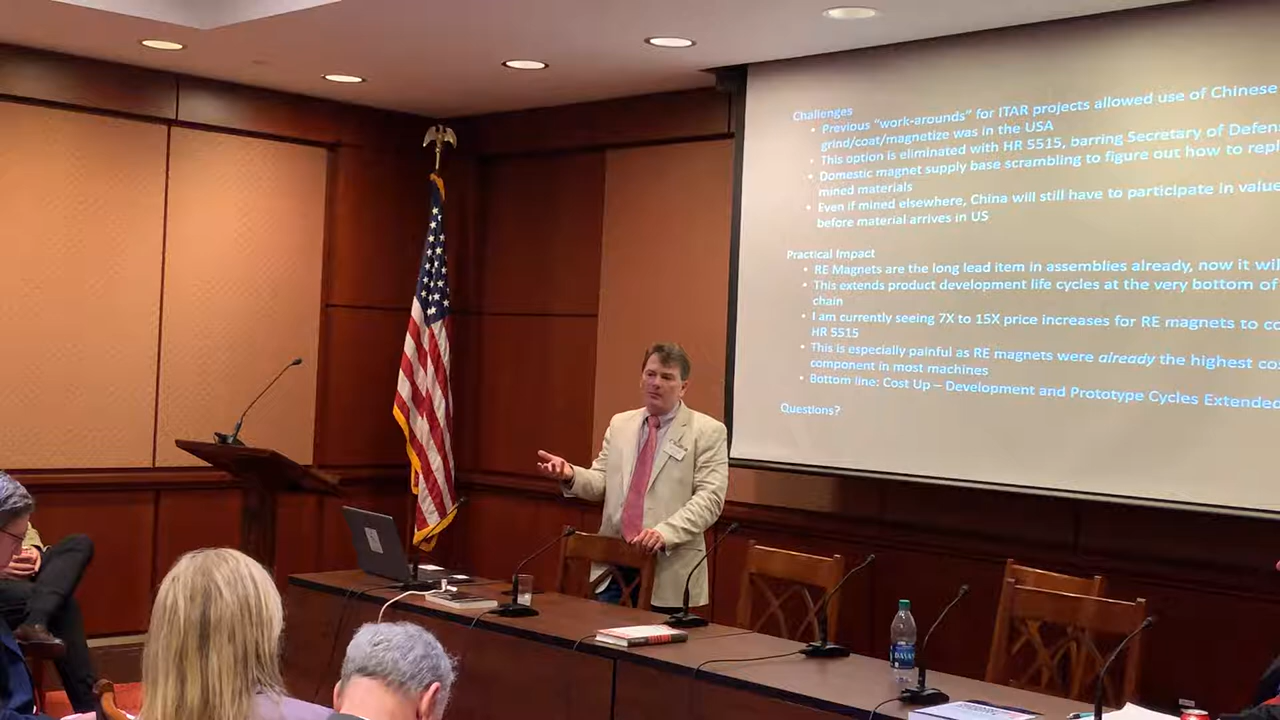 Challenges
• Previous "work-arounds" for ITAR projects allowed use of Chinese
grind/coat/magnetize was in the USA
• This option is eliminated with HR 5515, barring Secretary of Defen
• Domestic magnet supply base scrambling to figure out how to repl
mined materials
• Even if mined elsewhere, China will still have to participate in value
before material arrives in US
Practical Impact
• RE Magnets are the long lead item in assemblies already, now it wil
• This extends product development life cycles at the very bottom of
chain
• I am currently seeing 7X to 15X price increases for RE magnets to co
HR 5515
• This is especially painful as RE magnets were already the highest cos
component in most machines
• Bottom line: Cost Up – Development and Prototype Cycles Extended
Questions?
DASANI